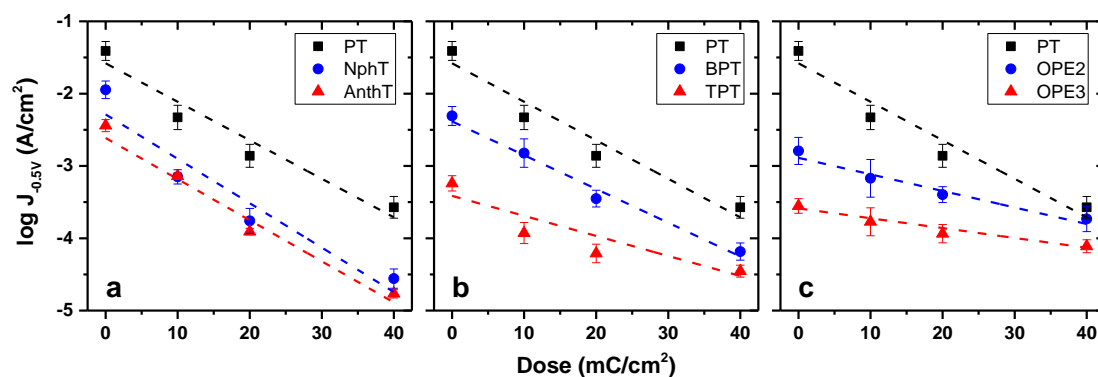 log J-0.5V (A/cm²)
-1
-2
-3
-4
-5
PT
NphT
AnthT
a
0 10 20 30 40
PT
BPT
TPT
b
0 10 20 30 40
PT
OPE2
OPE3
c
0 10 20 30 40
Dose (mC/cm²)